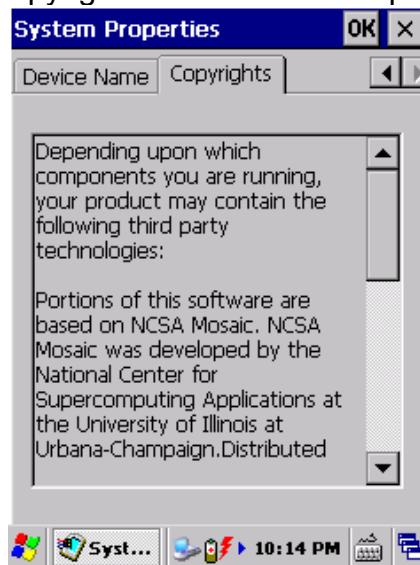 System Properties OK ×
Device Name Copyrights
Depending upon which
components you are running,
your product may contain the
following third party
technologies:
Portions of this software are
based on NCSA Mosaic. NCSA
Mosaic was developed by the
National Center for
Supercomputing Applications at
the University of Illinois at
Urbana-Champaign.Distributed
Syst... 10:14 PM